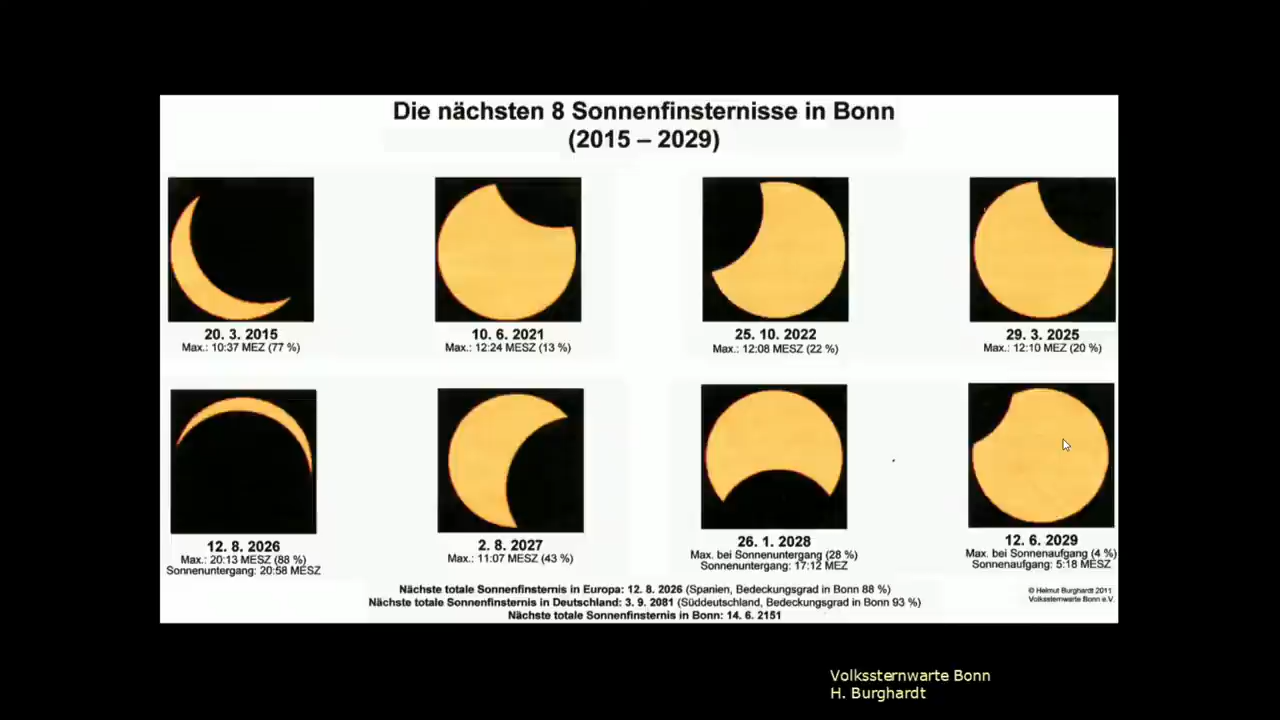 Die nächsten 8 Sonnenfinsternisse in Bonn
(2015 – 2029)
20. 3. 2015
Max.: 10:37 MEZ (77 %)
10. 6. 2021
Max.: 12:24 MESZ (13 %)
25. 10. 2022
Max.: 12:08 MESZ (22 %)
29. 3. 2025
Max.: 12:10 MEZ (20 %)
12. 8. 2026
Max.: 20:13 MESZ (88 %)
Sonnenuntergang: 20:58 MESZ
2. 8. 2027
Max.: 11:07 MESZ (43 %)
26. 1. 2028
Max. bei Sonnenuntergang (28 %)
Sonnenuntergang: 17:12 MEZ
12. 6. 2029
Max. bei Sonnenaufgang (4 %)
Sonnenaufgang: 5:18 MESZ
Nächste totale Sonnenfinsternis in Europa: 12. 8. 2026 (Spanien, Bedeckungsgrad in Bonn 88 %)
Nächste totale Sonnenfinsternis in Deutschland: 3. 9. 2081 (Süddeutschland, Bedeckungsgrad in Bonn 93 %)
Nächste totale Sonnenfinsternis in Bonn: 14. 6. 2151
© Helmut Burghardt 2011
Volkssternwarte Bonn e.V.
Volkssternwarte Bonn
H. Burghardt